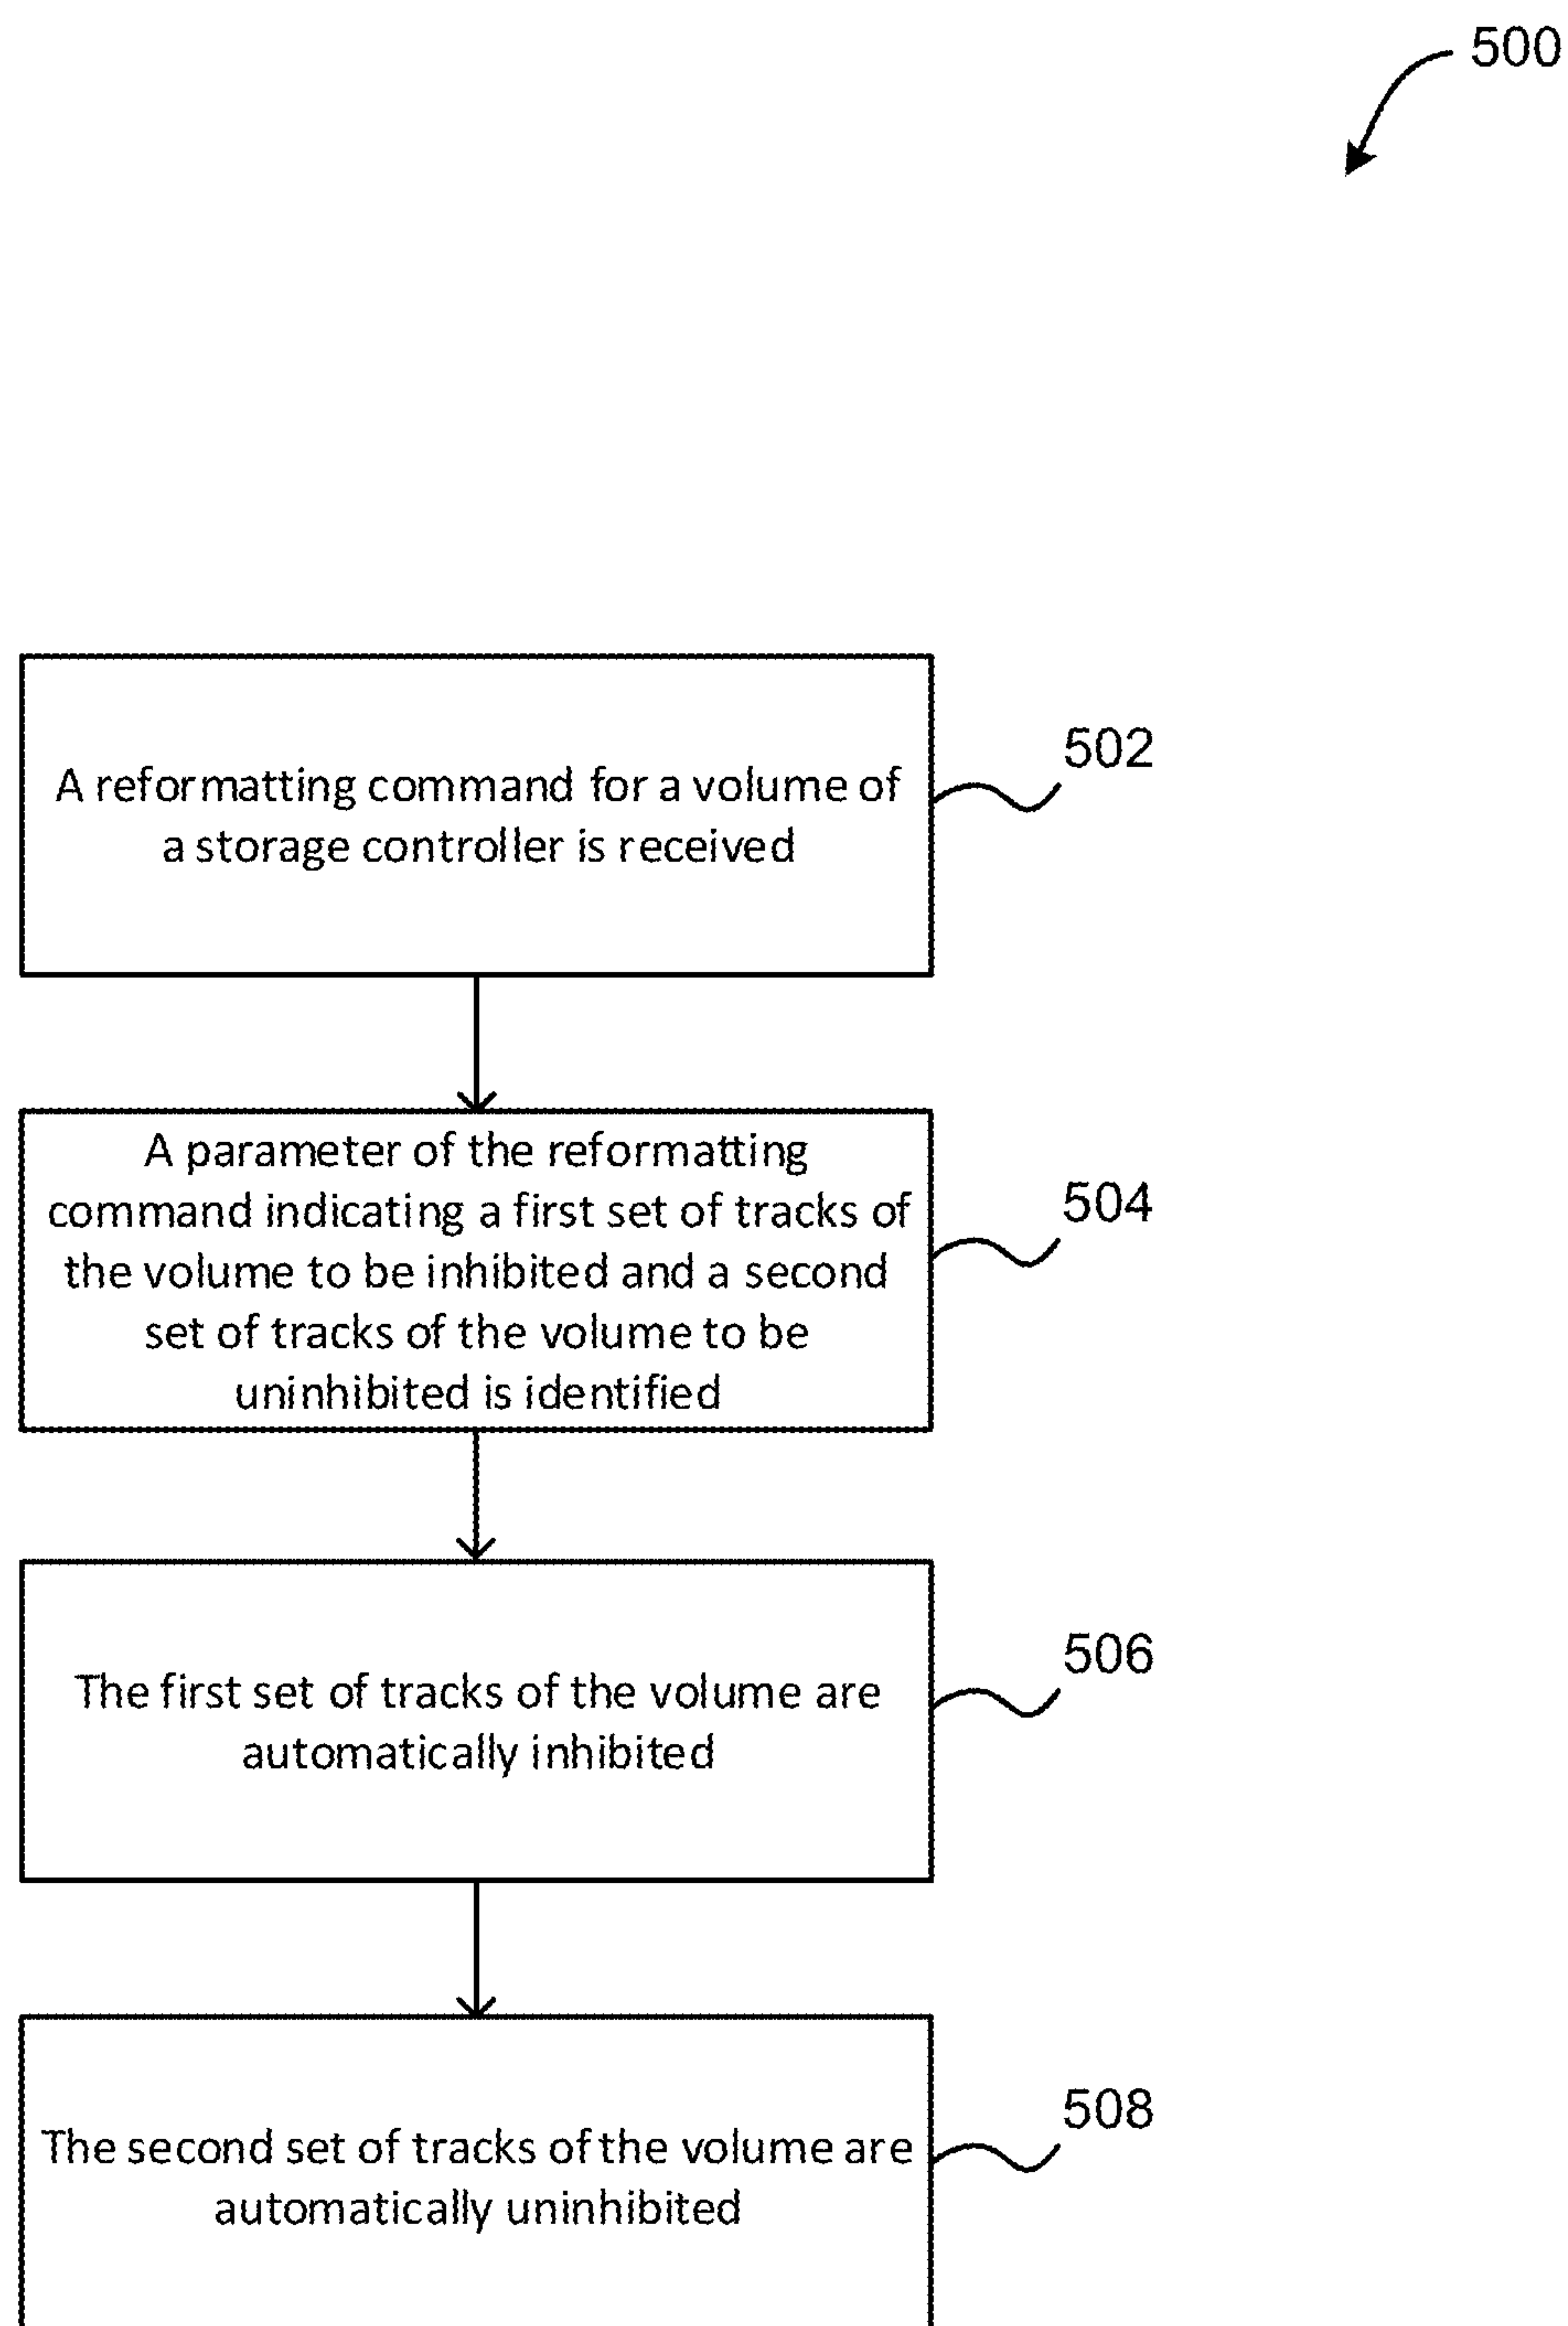 500
A reformatting command for a volume of
a storage controller is received
502
A parameter of the reformatting
command indicating a first set of tracks of
the volume to be inhibited and a second
set of tracks of the volume to be
uninhibited is identified
504
The first set of tracks of the volume are
automatically inhibited
506
The second set of tracks of the volume are
automatically uninhibited
508